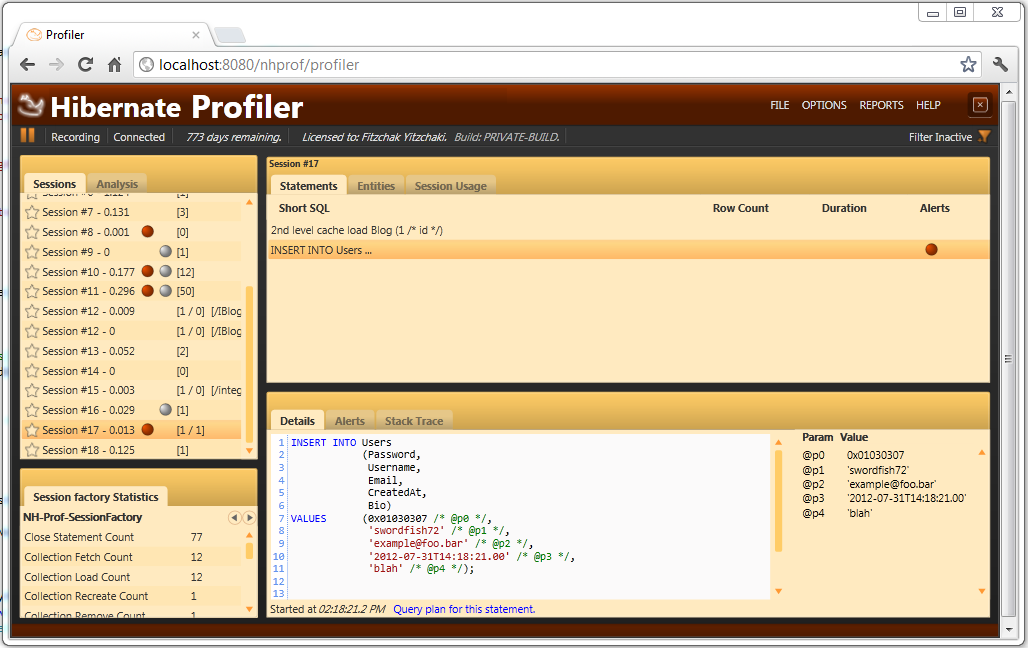 Profiler
localhost:8080/nhprof/profiler
Hibernate Profiler
FILE OPTIONS REPORTS HELP
Recording Connected 773 days remaining. Licensed to: Fitzchak Yitzchaki. Build: PRIVATE-BUILD. Filter Inactive
Sessions Analysis
Session #7 - 0.131 [3]
Session #8 - 0.001 [0]
Session #9 - 0 [1]
Session #10 - 0.177 [12]
Session #11 - 0.296 [50]
Session #12 - 0.009 [1 / 0] [/IBlog
Session #12 - 0 [1 / 0] [/IBlog
Session #13 - 0.052 [2]
Session #14 - 0 [0]
Session #15 - 0.003 [1 / 0] [/integ
Session #16 - 0.029 [1]
Session #17 - 0.013 [1 / 1]
Session #18 - 0.125 [1]
Session factory Statistics
NH-Prof-SessionFactory
Close Statement Count 77
Collection Fetch Count 12
Collection Load Count 12
Collection Recreate Count 1
Collection Remove Count 1
Session #17
Statements Entities Session Usage
Short SQL Row Count Duration Alerts
2nd level cache load Blog (1 /* id */)
INSERT INTO Users ...
Details Alerts Stack Trace
1 INSERT INTO Users
2 (Password,
3 Username,
4 Email,
5 CreatedAt,
6 Bio)
7 VALUES (0x01030307 /* @p0 */,
8 'swordfish72' /* @p1 */,
9 'example@foo.bar' /* @p2 */,
10 '2012-07-31T14:18:21.00' /* @p3 */,
11 'blah' /* @p4 */);
12
13
Param Value
@p0 0x01030307
@p1 'swordfish72'
@p2 'example@foo.bar'
@p3 '2012-07-31T14:18:21.00'
@p4 'blah'
Started at 02:18:21.2 PM Query plan for this statement.